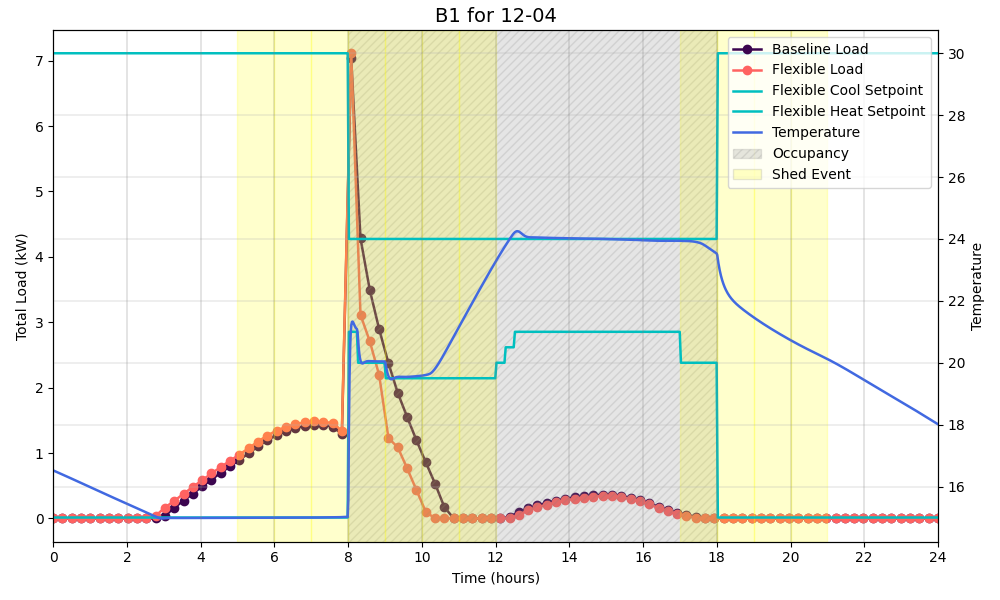 B1 for 12-04
Total Load (kW)
7
6
5
4
3
2
1
0
30
28
26
24
22
20
18
16
Temperature
Baseline Load
Flexible Load
Flexible Cool Setpoint
Flexible Heat Setpoint
Temperature
Occupancy
Shed Event
0 2 4 6 8 10 12 14 16 18 20 22 24
Time (hours)